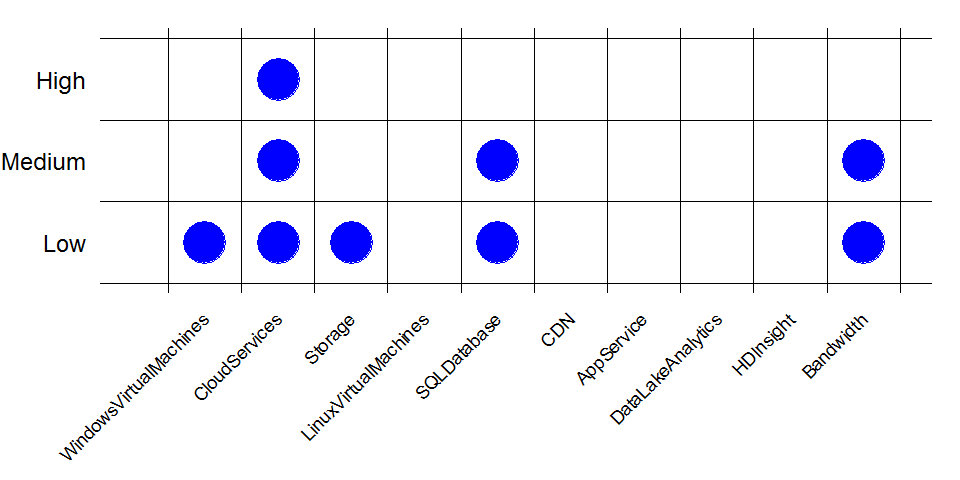 High
Medium
Low
WindowsVirtualMachines
CloudServices
Storage
LinuxVirtualMachines
SQLDatabase
CDN
AppService
DataLakeAnalytics
HDInsight
Bandwidth